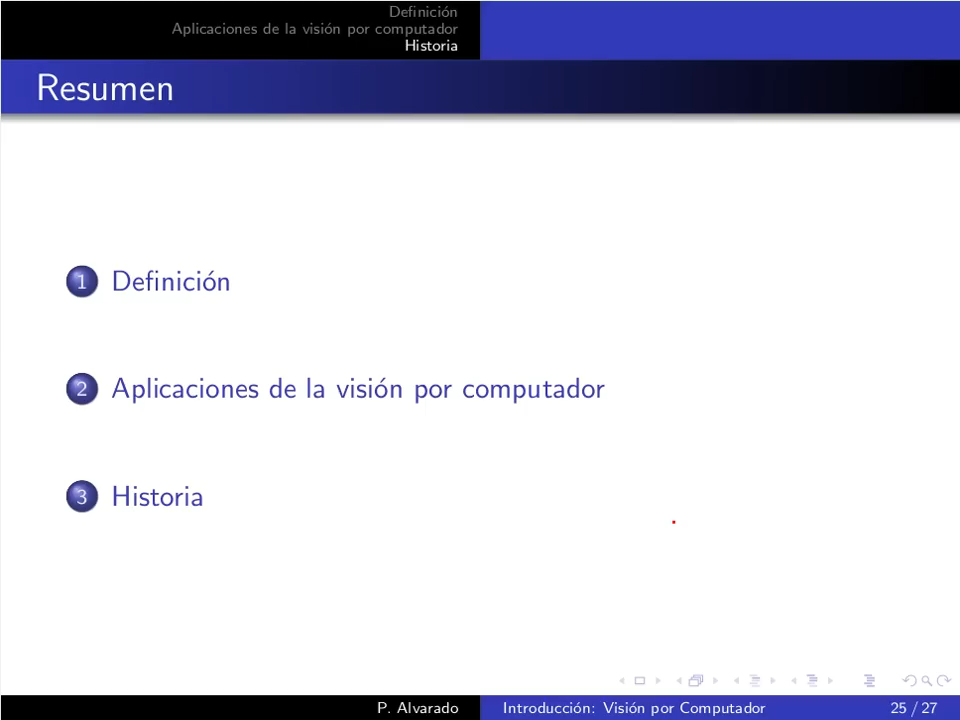 Definición
Aplicaciones de la visión por computador
Historia
Resumen
1 Definición
2 Aplicaciones de la visión por computador
3 Historia
P. Alvarado Introducción: Visión por Computador 25 / 27